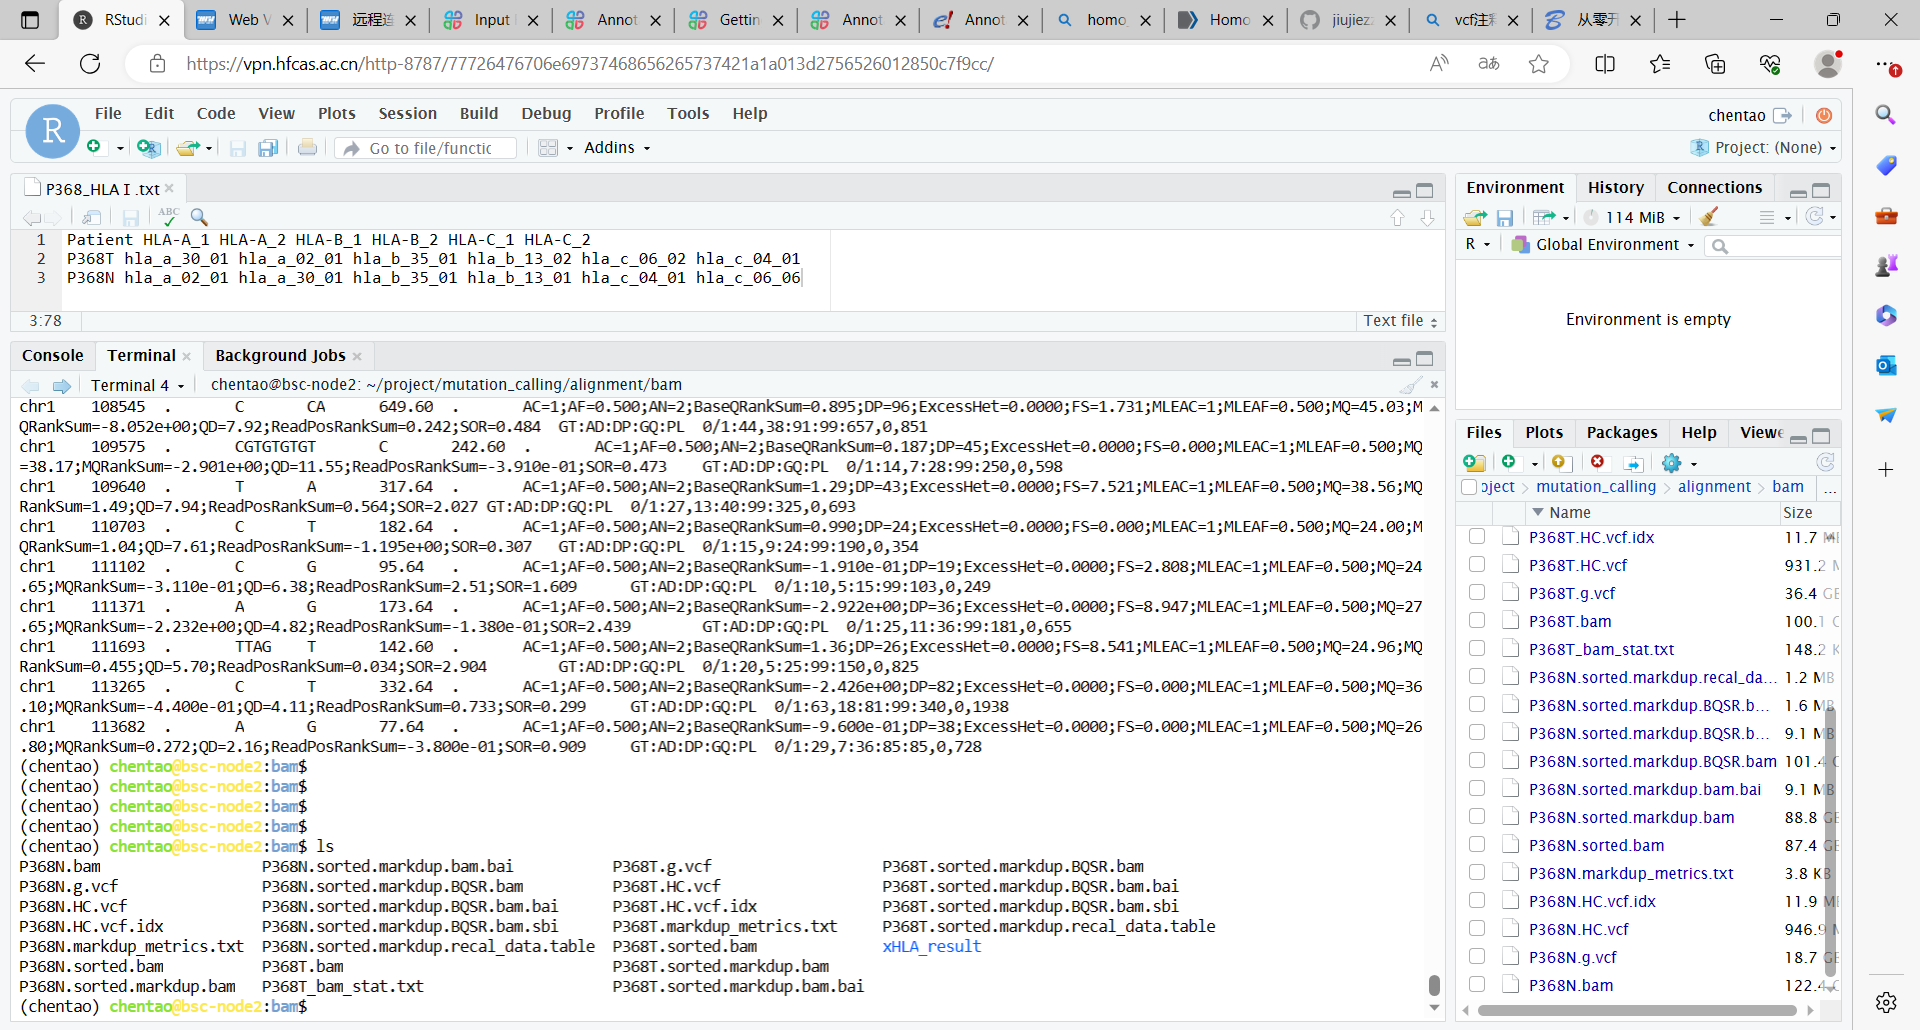 RStudi
Web V
远程连
Input
Annot
Gettin
Annot
Annot
homo_
Homo
jiujiez
vcf注释
从零开
https://vpn.hfcas.ac.cn/http-8787/77726476706e69737468656265737421a1a013d2756526012850c7f9cc/
File Edit Code View Plots Session Build Debug Profile Tools Help
chentao
Go to file/functic
Addins
Project: (None)
P368_HLA I .txt
1 Patient HLA-A_1 HLA-A_2 HLA-B_1 HLA-B_2 HLA-C_1 HLA-C_2
2 P368T hla_a_30_01 hla_a_02_01 hla_b_35_01 hla_b_13_02 hla_c_06_02 hla_c_04_01
3 P368N hla_a_02_01 hla_a_30_01 hla_b_35_01 hla_b_13_01 hla_c_04_01 hla_c_06_06
3:78
Text file
Console Terminal Background Jobs
Terminal 4 chentao@bsc-node2: ~/project/mutation_calling/alignment/bam
chr1 108545 . C CA 649.60 . AC=1;AF=0.500;AN=2;BaseQRankSum=0.895;DP=96;ExcessHet=0.0000;FS=1.731;MLEAC=1;MLEAF=0.500;MQ=45.03;M
QRankSum=-8.052e+00;QD=7.92;ReadPosRankSum=0.242;SOR=0.484 GT:AD:DP:GQ:PL 0/1:44,38:91:99:657,0,851
chr1 109575 . CGTGTGTGT C 242.60 . AC=1;AF=0.500;AN=2;BaseQRankSum=0.187;DP=45;ExcessHet=0.0000;FS=0.000;MLEAC=1;MLEAF=0.500;MQ
=38.17;MQRankSum=-2.901e+00;QD=11.55;ReadPosRankSum=-3.910e-01;SOR=0.473 GT:AD:DP:GQ:PL 0/1:14,7:28:99:250,0,598
chr1 109640 . T A 317.64 . AC=1;AF=0.500;AN=2;BaseQRankSum=1.29;DP=43;ExcessHet=0.0000;FS=7.521;MLEAC=1;MLEAF=0.500;MQ=38.56;MQ
RankSum=1.49;QD=7.94;ReadPosRankSum=0.564;SOR=2.027 GT:AD:DP:GQ:PL 0/1:27,13:40:99:325,0,693
chr1 110703 . C T 182.64 . AC=1;AF=0.500;AN=2;BaseQRankSum=0.990;DP=24;ExcessHet=0.0000;FS=0.000;MLEAC=1;MLEAF=0.500;MQ=24.00;M
QRankSum=1.04;QD=7.61;ReadPosRankSum=-1.195e+00;SOR=0.307 GT:AD:DP:GQ:PL 0/1:15,9:24:99:190,0,354
chr1 111102 . C G 95.64 . AC=1;AF=0.500;AN=2;BaseQRankSum=-1.910e-01;DP=19;ExcessHet=0.0000;FS=2.808;MLEAC=1;MLEAF=0.500;MQ=24
.65;MQRankSum=-3.110e-01;QD=6.38;ReadPosRankSum=2.51;SOR=1.609 GT:AD:DP:GQ:PL 0/1:10,5:15:99:103,0,249
chr1 111371 . A G 173.64 . AC=1;AF=0.500;AN=2;BaseQRankSum=-2.922e+00;DP=36;ExcessHet=0.0000;FS=8.947;MLEAC=1;MLEAF=0.500;MQ=27
.65;MQRankSum=-2.232e+00;QD=4.82;ReadPosRankSum=-1.380e-01;SOR=2.439 GT:AD:DP:GQ:PL 0/1:25,11:36:99:181,0,655
chr1 111693 . TTAG T 142.60 . AC=1;AF=0.500;AN=2;BaseQRankSum=1.36;DP=26;ExcessHet=0.0000;FS=8.541;MLEAC=1;MLEAF=0.500;MQ=24.96;MQ
RankSum=0.455;QD=5.70;ReadPosRankSum=0.034;SOR=2.904 GT:AD:DP:GQ:PL 0/1:20,5:25:99:150,0,825
chr1 113265 . C T 332.64 . AC=1;AF=0.500;AN=2;BaseQRankSum=-2.426e+00;DP=82;ExcessHet=0.0000;FS=0.000;MLEAC=1;MLEAF=0.500;MQ=36
.10;MQRankSum=-4.400e-01;QD=4.11;ReadPosRankSum=0.733;SOR=0.299 GT:AD:DP:GQ:PL 0/1:63,18:81:99:340,0,1938
chr1 113682 . A G 77.64 . AC=1;AF=0.500;AN=2;BaseQRankSum=-9.600e-01;DP=38;ExcessHet=0.0000;FS=0.000;MLEAC=1;MLEAF=0.500;MQ=26
.80;MQRankSum=0.272;QD=2.16;ReadPosRankSum=-3.800e-01;SOR=0.909 GT:AD:DP:GQ:PL 0/1:29,7:36:85:85,0,728
(chentao) chentao@bsc-node2:bam$
(chentao) chentao@bsc-node2:bam$
(chentao) chentao@bsc-node2:bam$
(chentao) chentao@bsc-node2:bam$
(chentao) chentao@bsc-node2:bam$ ls
P368N.bam P368N.sorted.markdup.bam.bai P368T.g.vcf P368T.sorted.markdup.BQSR.bam
P368N.g.vcf P368N.sorted.markdup.BQSR.bam P368T.HC.vcf P368T.sorted.markdup.BQSR.bam.bai
P368N.HC.vcf P368N.sorted.markdup.BQSR.bam.bai P368T.HC.vcf.idx P368T.sorted.markdup.BQSR.bam.sbi
P368N.HC.vcf.idx P368N.sorted.markdup.BQSR.bam.sbi P368T.markdup_metrics.txt P368T.sorted.markdup.recal_data.table
P368N.markdup_metrics.txt P368N.sorted.markdup.recal_data.table P368T.sorted.bam xHLA_result
P368N.sorted.bam P368T.bam P368T.sorted.markdup.bam
P368N.sorted.markdup.bam P368T_bam_stat.txt P368T.sorted.markdup.bam.bai
(chentao) chentao@bsc-node2:bam$
Environment History Connections
114 MiB
R Global Environment
Environment is empty
Files Plots Packages Help Viewe
oject mutation_calling alignment bam ...
Name Size
P368T.HC.vcf.idx 11.7 MB
P368T.HC.vcf 931.2 M
P368T.g.vcf 36.4 GE
P368T.bam 100.1 G
P368T_bam_stat.txt 148.2 K
P368N.sorted.markdup.recal_da... 1.2 MB
P368N.sorted.markdup.BQSR.b... 1.6 MB
P368N.sorted.markdup.BQSR.b... 9.1 MB
P368N.sorted.markdup.BQSR.bam 101.4 G
P368N.sorted.markdup.bam.bai 9.1 MB
P368N.sorted.markdup.bam 88.8 GE
P368N.sorted.bam 87.4 GE
P368N.markdup_metrics.txt 3.8 KB
P368N.HC.vcf.idx 11.9 ME
P368N.HC.vcf 946.9 M
P368N.g.vcf 18.7 GE
P368N.bam 122.4 G